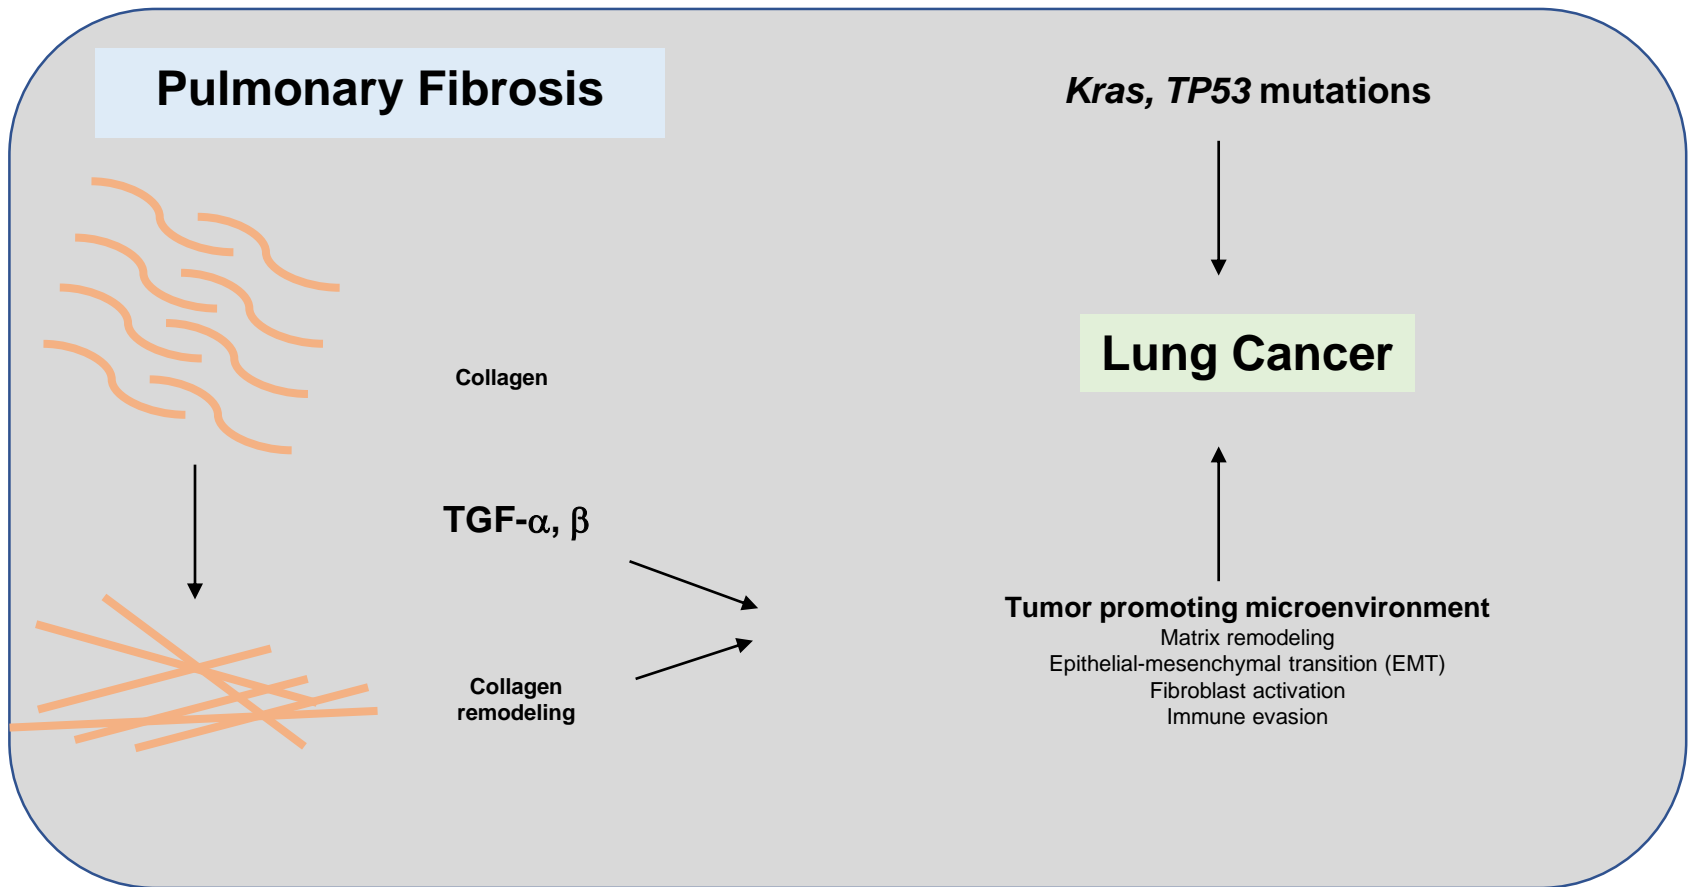 Pulmonary Fibrosis
Kras, TP53 mutations
Lung Cancer
Collagen
TGF-α, β
Collagen
remodeling
Tumor promoting microenvironment
Matrix remodeling
Epithelial-mesenchymal transition (EMT)
Fibroblast activation
Immune evasion